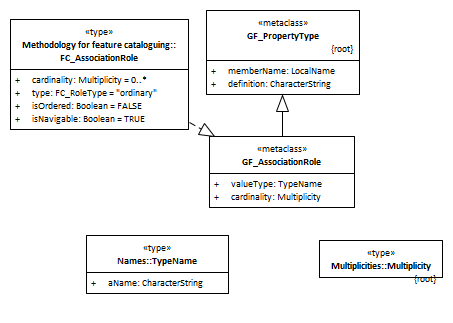 «type»
Methodology for feature cataloguing::
FC_AssociationRole
+ cardinality: Multiplicity = 0..*
+ type: FC_RoleType = "ordinary"
+ isOrdered: Boolean = FALSE
+ isNavigable: Boolean = TRUE
«metaclass»
GF_PropertyType
{root}
+ memberName: LocalName
+ definition: CharacterString
«metaclass»
GF_AssociationRole
+ valueType: TypeName
+ cardinality: Multiplicity
«type»
Names::TypeName
+ aName: CharacterString
«type»
Multiplicities::Multiplicity
{root}